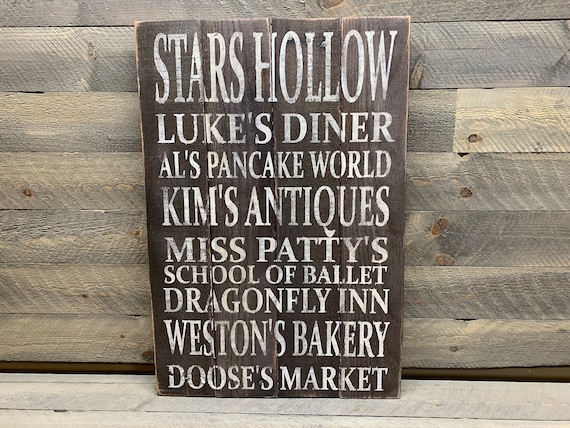 STARS HOLLOW
LUKE'S DINER
AL'S PANCAKE WORLD
KIM'S ANTIQUES
MISS PATTY'S
SCHOOL OF BALLET
DRAGONFLY INN
WESTON'S BAKERY
DOOSE'S MARKET